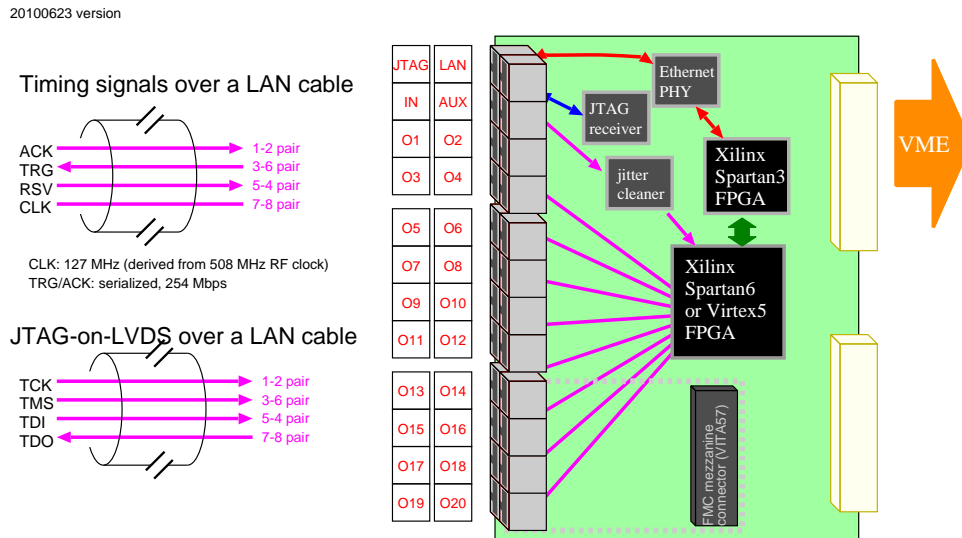 20100623 version
Timing signals over a LAN cable
ACK 1-2 pair
TRG 3-6 pair
RSV 5-4 pair
CLK 7-8 pair
CLK: 127 MHz (derived from 508 MHz RF clock)
TRG/ACK: serialized, 254 Mbps
JTAG-on-LVDS over a LAN cable
TCK 1-2 pair
TMS 3-6 pair
TDI 5-4 pair
TDO 7-8 pair
JTAG LAN
IN AUX
O1 O2
O3 O4
O5 O6
O7 O8
O9 O10
O11 O12
O13 O14
O15 O16
O17 O18
O19 O20
Ethernet
PHY
JTAG
receiver
jitter
cleaner
Xilinx
Spartan3
FPGA
Xilinx
Spartan6
or Virtex5
FPGA
FMC mezzanine
connector (VITA57)
VME